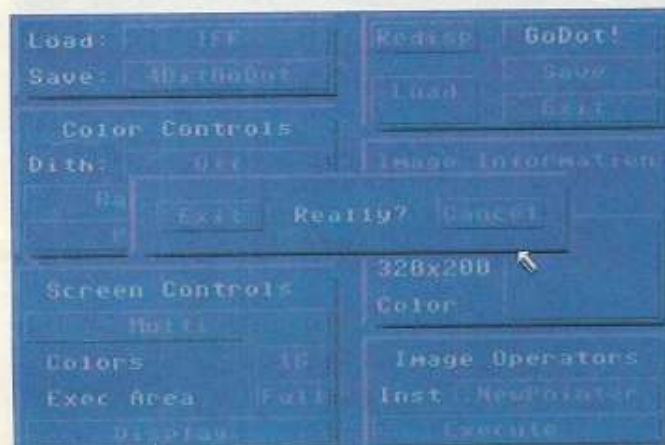 Load: IFF
Save: 4BitGoDot
Color Controls
Dith: Off
Screen Controls
Multi
Colors 16
Exec Area Full
Display
Exit Really? Cancel
Redisp GoDot!
Load Save
Exit
Image Information
320x200
Color
Image Operators
Inst: NewPointer
Execute